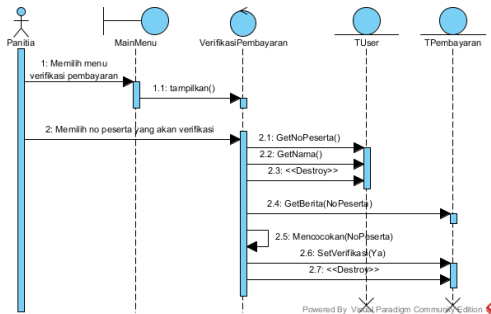 Panitia
MainMenu
VerifikasiPembayaran
TUser
TPembayaran
1: Memilih menu
verifikasi pembayaran
1.1: tampilkan()
2: Memilih no peserta yang akan verifikasi
2.1: GetNoPeserta()
2.2: GetNama()
2.3: <<Destroy>>
2.4: GetBerita(NoPeserta)
2.5: Mencocokan(NoPeserta)
2.6: SetVerifikasi(Ya)
2.7: <<Destroy>>
Powered By Visual Paradigm Community Edition